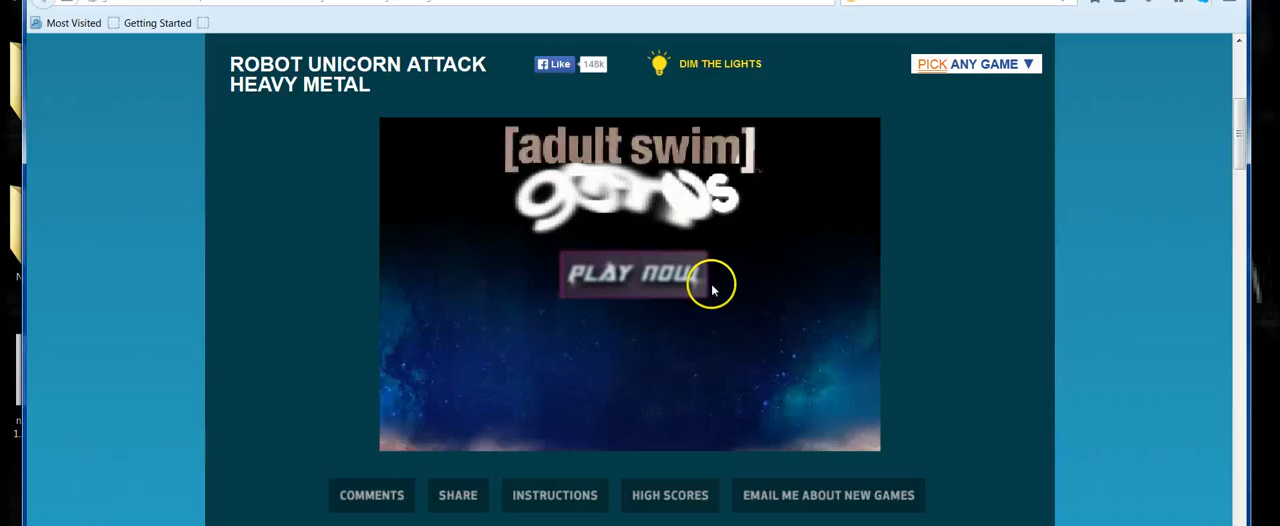 Most Visited Getting Started
ROBOT UNICORN ATTACK
HEAVY METAL
Like 148k
DIM THE LIGHTS
PICK ANY GAME ▼
[adult swim]
games
PLAY NOW
COMMENTS SHARE INSTRUCTIONS HIGH SCORES EMAIL ME ABOUT NEW GAMES